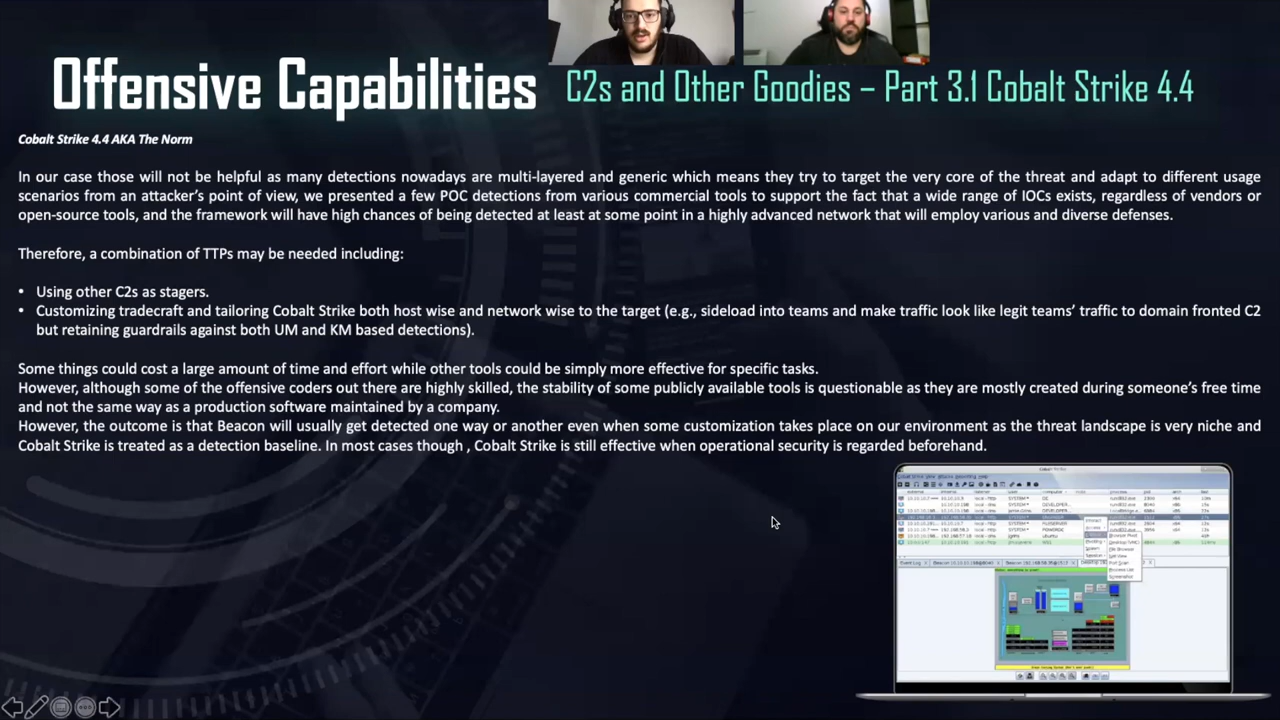 Offensive Capabilities
C2s and Other Goodies – Part 3.1 Cobalt Strike 4.4
Cobalt Strike 4.4 AKA The Norm
In our case those will not be helpful as many detections nowadays are multi-layered and generic which means they try to target the very core of the threat and adapt to different usage
scenarios from an attacker's point of view, we presented a few POC detections from various commercial tools to support the fact that a wide range of IOCs exists, regardless of vendors or
open-source tools, and the framework will have high chances of being detected at least at some point in a highly advanced network that will employ various and diverse defenses.
Therefore, a combination of TTPs may be needed including:
• Using other C2s as stagers.
• Customizing tradecraft and tailoring Cobalt Strike both host wise and network wise to the target (e.g., sideload into teams and make traffic look like legit teams' traffic to domain fronted C2
but retaining guardrails against both UM and KM based detections).
Some things could cost a large amount of time and effort while other tools could be simply more effective for specific tasks.
However, although some of the offensive coders out there are highly skilled, the stability of some publicly available tools is questionable as they are mostly created during someone's free time
and not the same way as a production software maintained by a company.
However, the outcome is that Beacon will usually get detected one way or another even when some customization takes place on our environment as the threat landscape is very niche and
Cobalt Strike is treated as a detection baseline. In most cases though , Cobalt Strike is still effective when operational security is regarded beforehand.